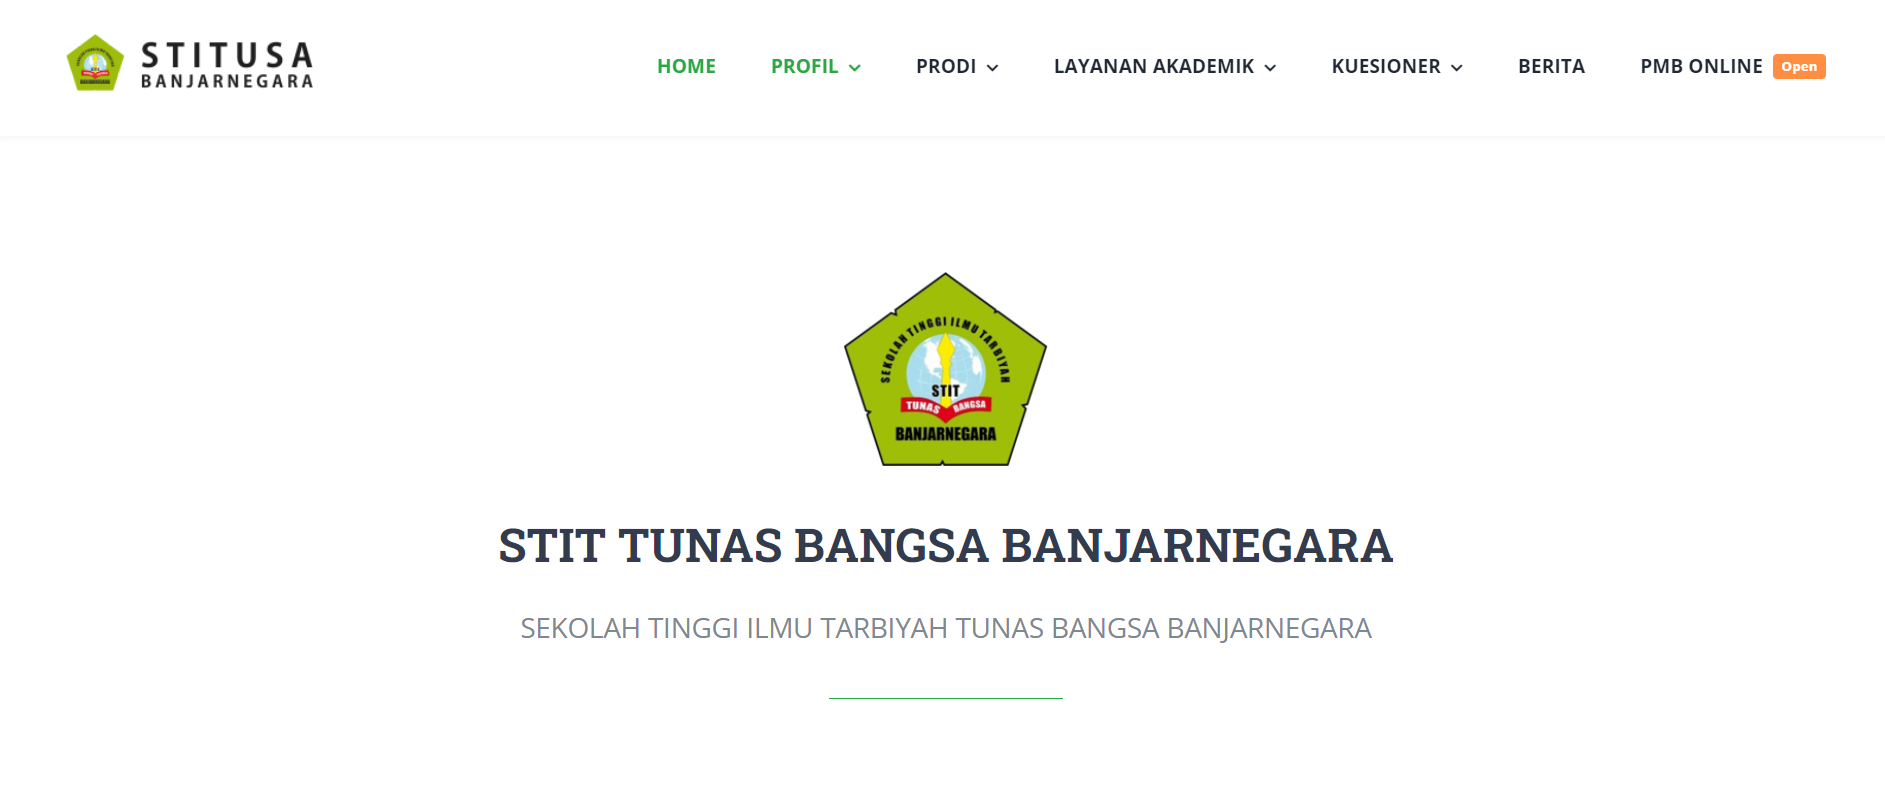 STITUSA
BANJARNEGARA
HOME PROFIL PRODI LAYANAN AKADEMIK KUESIONER BERITA PMB ONLINE Open
SEKOLAH TINGGI ILMU TARBIYAH
STIT
TUNAS BANGSA
BANJARNEGARA
STIT TUNAS BANGSA BANJARNEGARA
SEKOLAH TINGGI ILMU TARBIYAH TUNAS BANGSA BANJARNEGARA